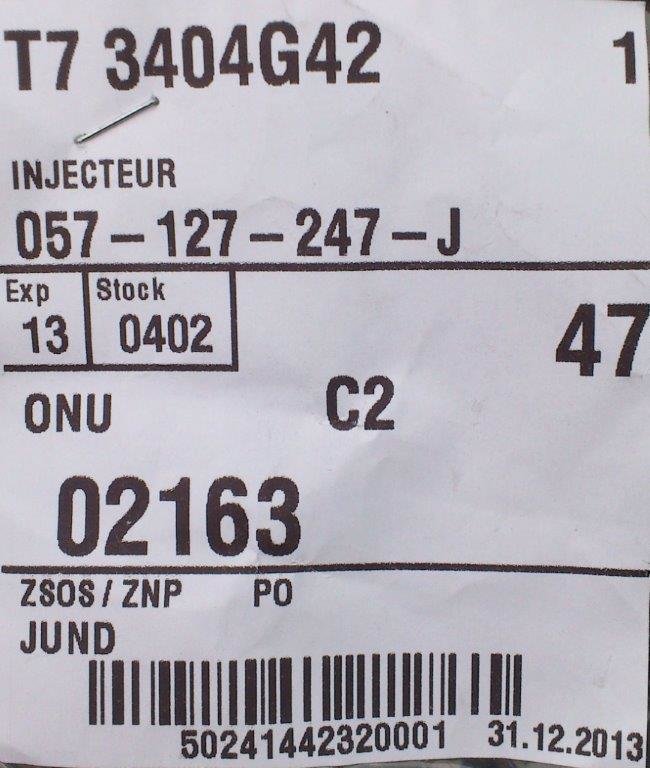 T7 3404G42 1
INJECTEUR
057-127-247-J
Exp Stock
13 0402 47
ONU C2
02163
ZSOS / ZNP PO
JUND
50241442320001 31.12.2013